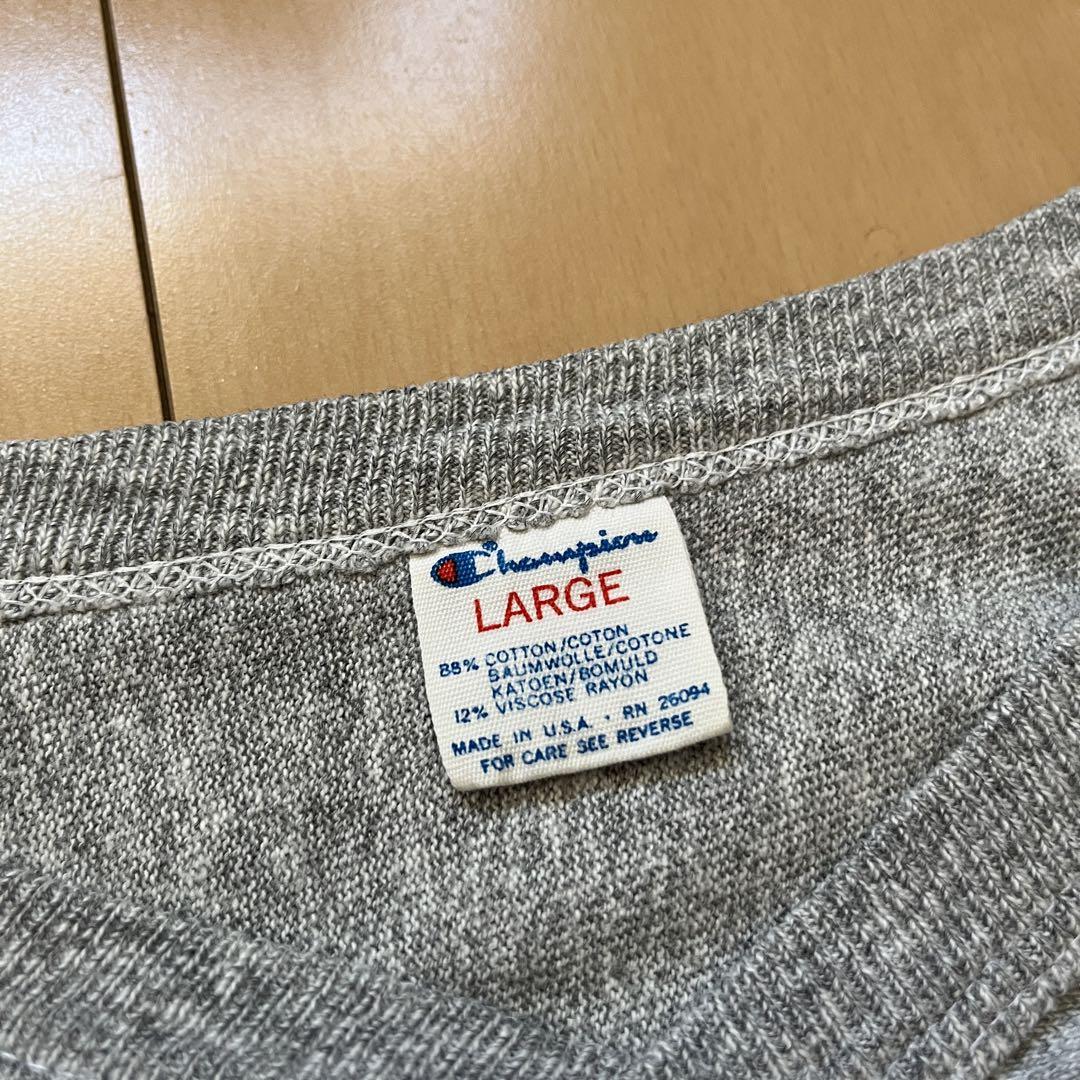 Champion
LARGE
88% COTTON/COTON
BAUMWOLLE/COTONE
KATOEN/BOMULD
12% VISCOSE RAYON
MADE IN U.S.A. · RN 26094
FOR CARE SEE REVERSE